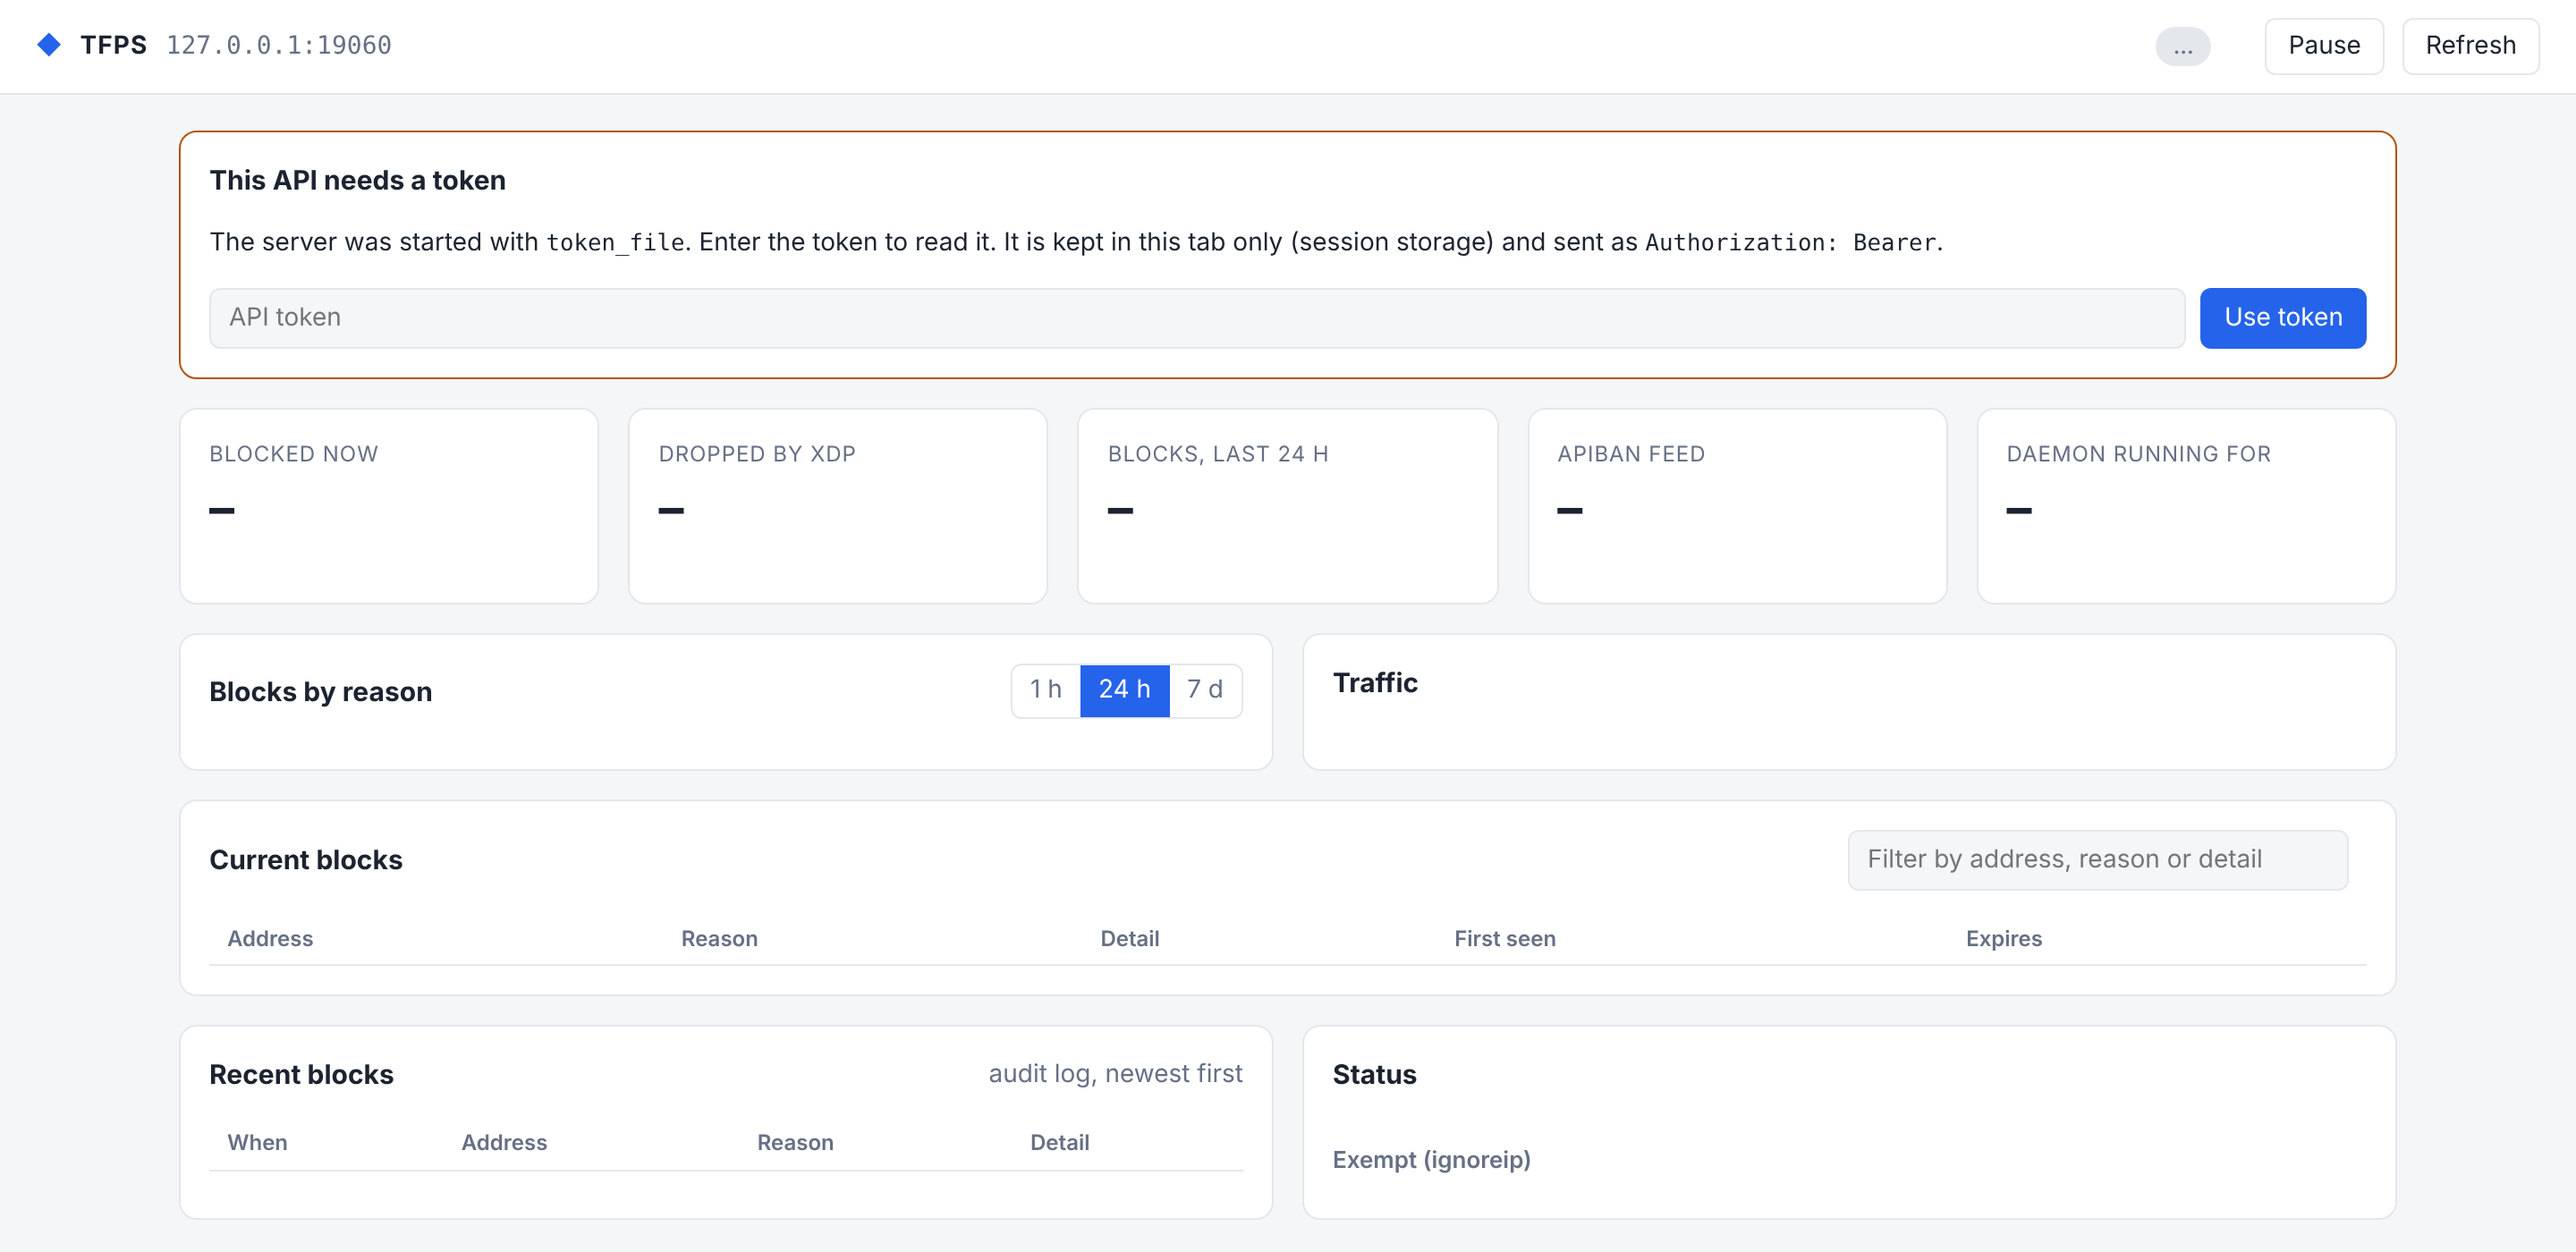 TFPS 127.0.0.1:19060 ... Pause Refresh
This API needs a token
The server was started with token_file. Enter the token to read it. It is kept in this tab only (session storage) and sent as Authorization: Bearer.
API token Use token
BLOCKED NOW DROPPED BY XDP BLOCKS, LAST 24 H APIBAN FEED DAEMON RUNNING FOR
– – – – –
Blocks by reason 1 h 24 h 7 d Traffic
Current blocks Filter by address, reason or detail
Address Reason Detail First seen Expires
Recent blocks audit log, newest first Status
When Address Reason Detail
Exempt (ignoreip)